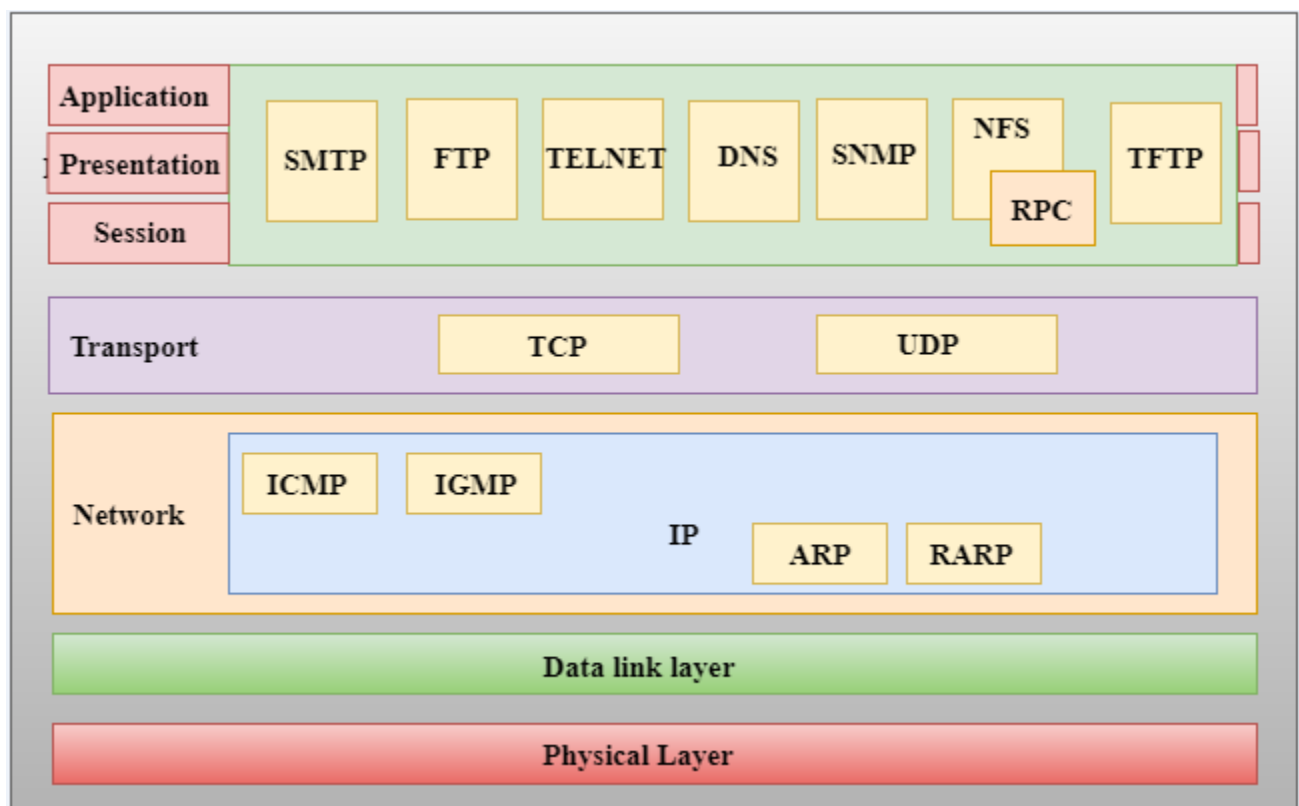 Application
Presentation
Session
SMTP
FTP
TELNET
DNS
SNMP
NFS
RPC
TFTP
Transport
TCP
UDP
Network
ICMP
IGMP
IP
ARP
RARP
Data link layer
Physical Layer